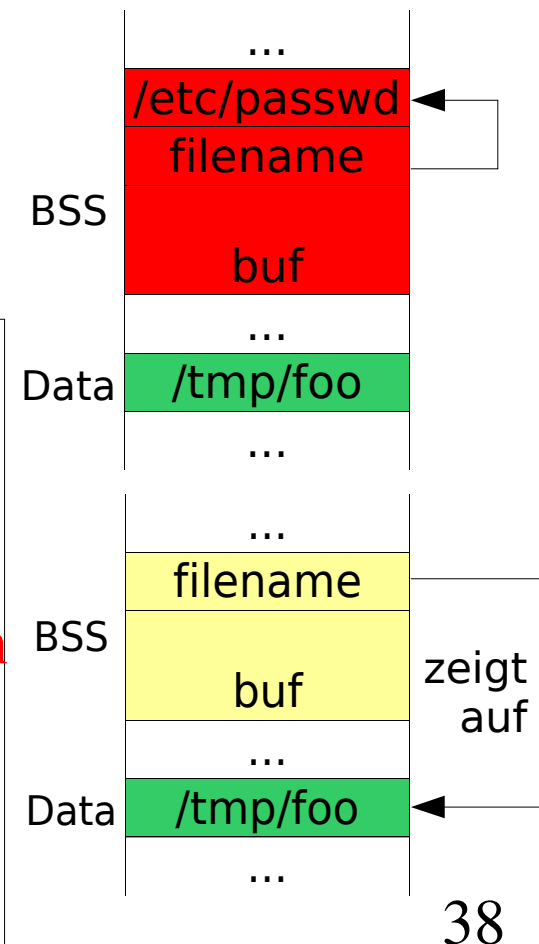 ...
/etc/passwd
filename
BSS
buf
...
Data /tmp/foo
...
...
filename
BSS
zeigt
buf
auf
...
Data /tmp/foo
...
38